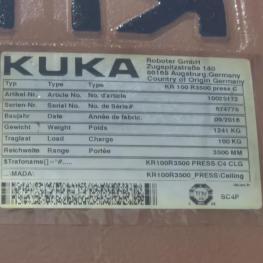 KUKA
Roboter GmbH
Zugspitzstraße 140
86165 Augsburg, Germany
Country of Origin Germany
Typ Type Type KR 100 R3500 press C
Artikel-Nr. Article No. No. d'article
Serien-Nr. Serial No. No. de Série#
Baujahr Date Année de fabric. 09/2016
Gewicht Weight Poids 1241 KG
Traglast Load Charge 100 KG
Reichweite Range Portée 3500 MM
$Trafoname[]="#..... KR100R3500 PRESS C4 CLG
...\MADA\ KR100R3500_PRESS\Ceiling
SC4P